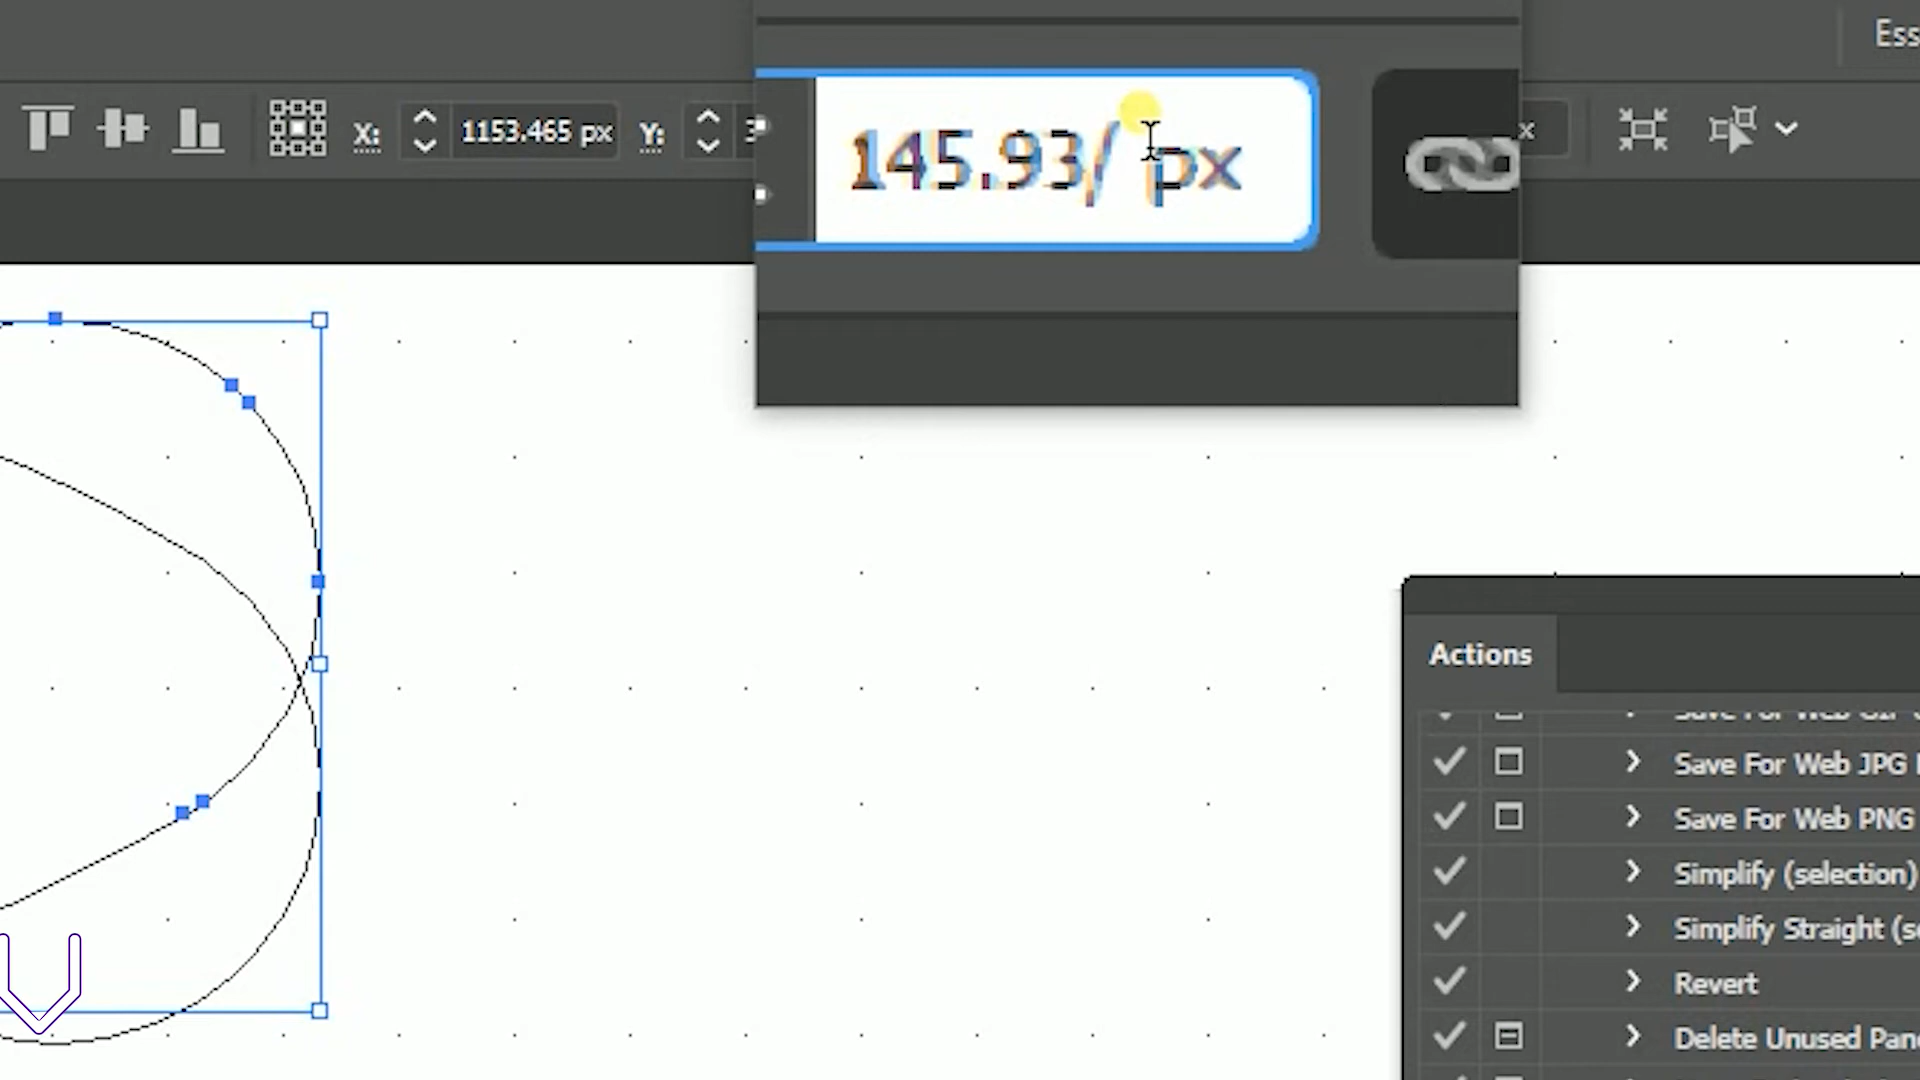 Ess
X: 1153.465 px Y: 3
145.93/ px
x
Actions
Save For Web JPG
Save For Web PNG
Simplify (selection)
Simplify Straight (s
Revert
Delete Unused Pan